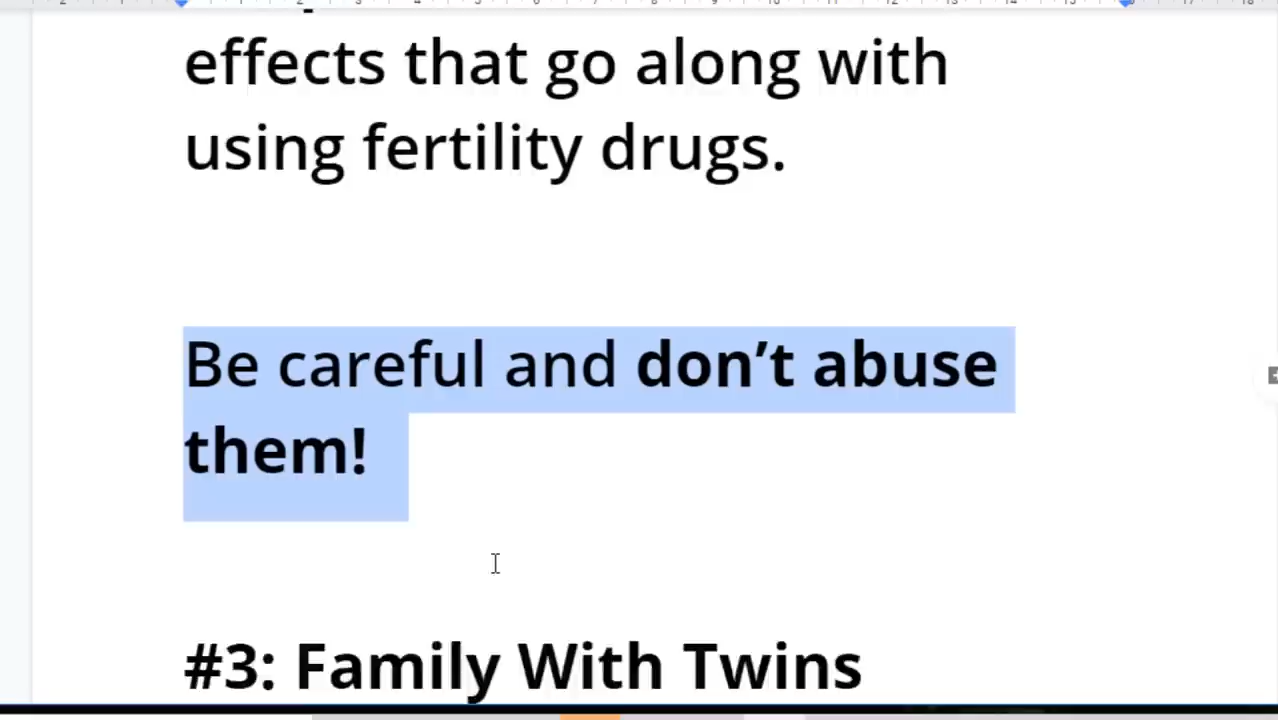 effects that go along with
using fertility drugs.
Be careful and don’t abuse
them!
#3: Family With Twins